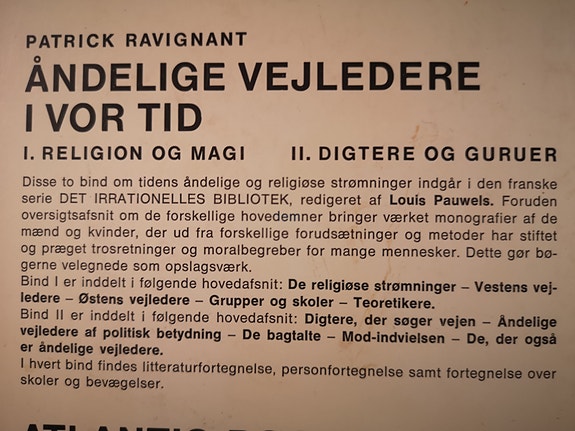 PATRICK RAVIGNANT
ÅNDELIGE VEJLEDERE
I VOR TID
I. RELIGION OG MAGI II. DIGTERE OG GURUER
Disse to bind om tidens åndelige og religiøse strømninger indgår i den franske
serie DET IRRATIONELLES BIBLIOTEK, redigeret af Louis Pauwels. Foruden
oversigtsafsnit om de forskellige hovedemner bringer værket monografier af de
mænd og kvinder, der ud fra forskellige forudsætninger og metoder har stiftet
og præget trosretninger og moralbegreber for mange mennesker. Dette gør bø-
gerne velegnede som opslagsværk.
Bind I er inddelt i følgende hovedafsnit: De religiøse strømninger – Vestens vej-
ledere – Østens vejledere – Grupper og skoler – Teoretikere.
Bind II er inddelt i følgende hovedafsnit: Digtere, der søger vejen – Åndelige
vejledere af politisk betydning – De bagtalte – Mod-indvielsen – De, der også
er åndelige vejledere.
I hvert bind findes litteraturfortegnelse, personfortegnelse samt fortegnelse over
skoler og bevægelser.